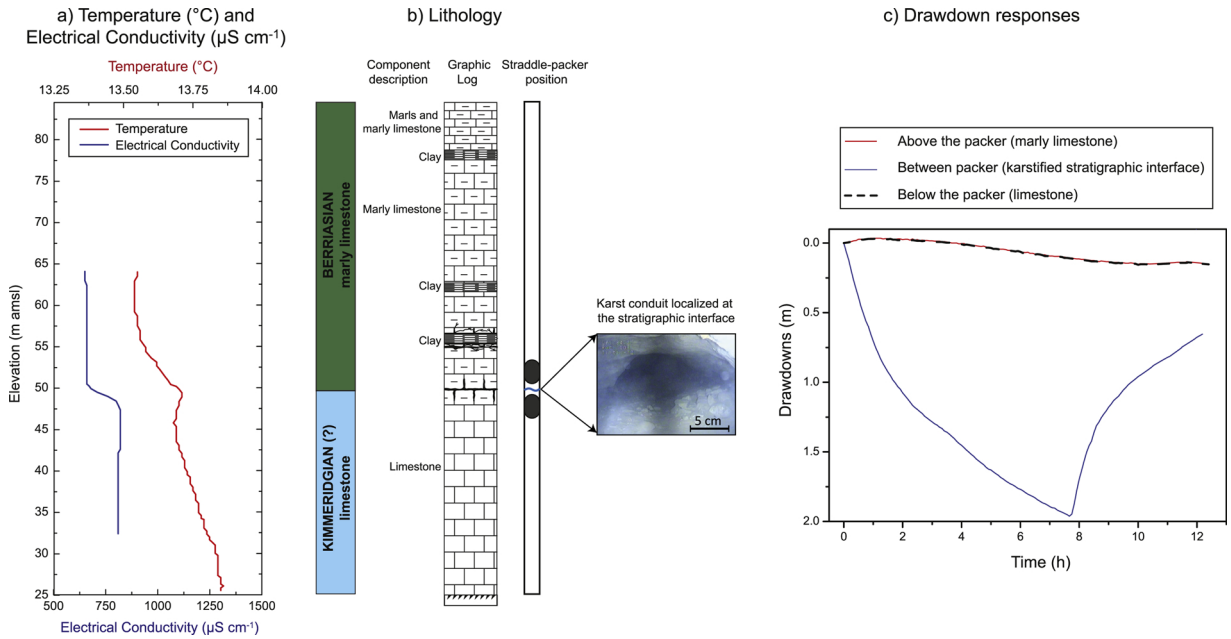 a) Temperature (°C) and
Electrical Conductivity (µS cm-1)
Temperature (°C)
13.25 13.50 13.75 14.00
Temperature
Electrical Conductivity
Elevation (m amsl)
85
80
75
70
65
60
55
50
45
40
35
30
25
500 750 1000 1250 1500
Electrical Conductivity (µS cm-1)
b) Lithology
Component
description
Graphic
Log
Straddle-packer
position
BERRIASIAN
marly limestone
KIMMERIDGIAN (?)
limestone
Marls and
marly limestone
Clay
Marly limestone
Clay
Clay
Limestone
Karst conduit localized at
the stratigraphic interface
5 cm
c) Drawdown responses
Above the packer (marly limestone)
Between packer (karstified stratigraphic interface)
Below the packer (limestone)
Drawdowns (m)
0.0
0.5
1.0
1.5
2.0
0 2 4 6 8 10 12
Time (h)